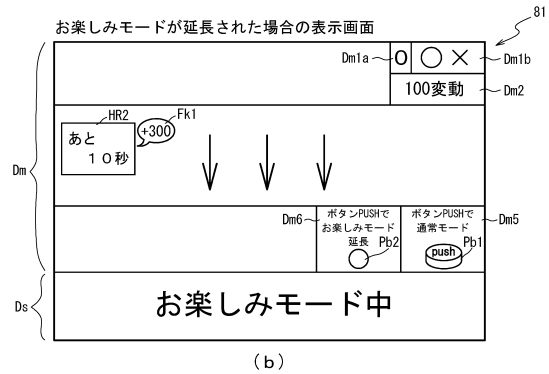 お楽しみモードが延長された場合の表示画面
81
Dm1a
0 ○ ×
Dm1b
100変動
Dm2
HR2
Fk1
あと
10秒
+300
Dm
Dm6
ボタンPUSHで
お楽しみモード
延長
Pb2
ボタンPUSHで
通常モード
Pb1
push
Dm5
Ds
お楽しみモード中
(b)